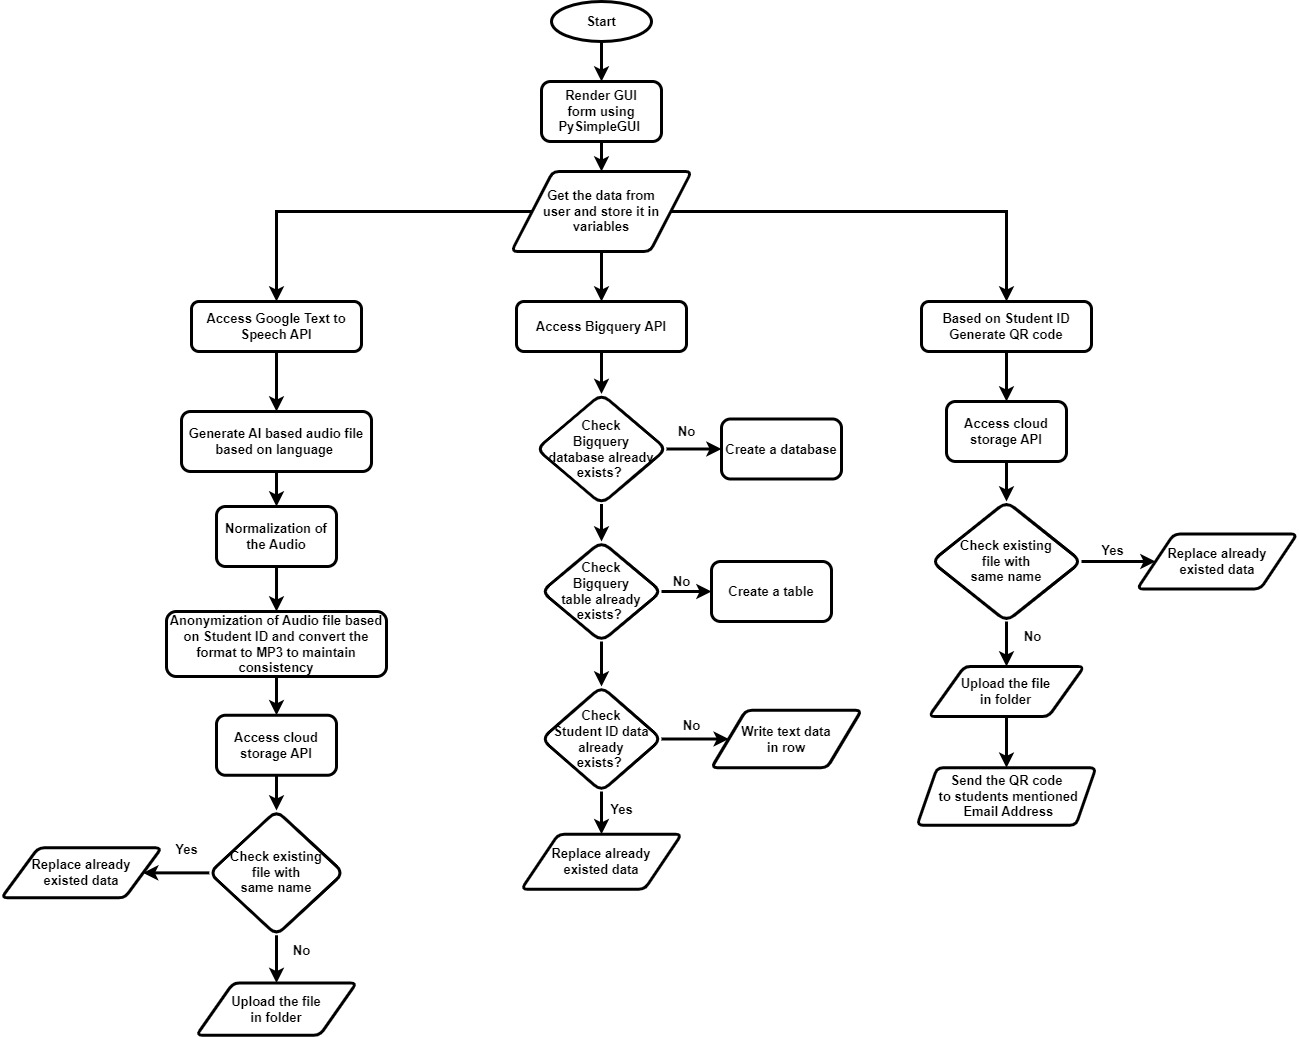 Start
Render GUI
form using
PySimpleGUI
Get the data from
user and store it in
variables
Access Google Text to
Speech API
Generate AI based audio file
based on language
Normalization of
the Audio
Anonymization of Audio file based
on Student ID and convert the
format to MP3 to maintain
consistency
Access cloud
storage API
Check existing
file with
same name
Yes
Replace already
existed data
No
Upload the file
in folder
Access Bigquery API
Check
Bigquery
database already
exists?
No
Create a database
Check
Bigquery
table already
exists?
No
Create a table
Check
Student ID data
already
exists?
No
Write text data
in row
Yes
Replace already
existed data
Based on Student ID
Generate QR code
Access cloud
storage API
Check existing
file with
same name
Yes
Replace already
existed data
No
Upload the file
in folder
Send the QR code
to students mentioned
Email Address